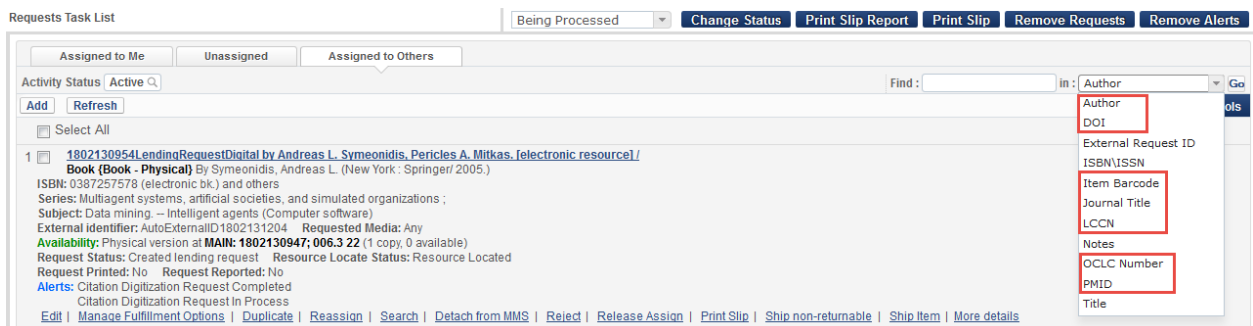 Requests Task List
Being Processed Change Status Print Slip Report Print Slip Remove Requests Remove Alerts
Assigned to Me Unassigned Assigned to Others
Activity Status Active Find : in : Author Go
Add Refresh ols
Author
DOI
External Request ID
ISBN\ISSN
Item Barcode
Journal Title
LCCN
Notes
OCLC Number
PMID
Title
Select All
1 1802130954LendingRequestDigital by Andreas L. Symeonidis, Pericles A. Mitkas. [electronic resource] /
Book {Book - Physical} By Symeonidis, Andreas L. (New York : Springer/ 2005.)
ISBN: 0387257578 (electronic bk.) and others
Series: Multiagent systems, artificial societies, and simulated organizations ;
Subject: Data mining. -- Intelligent agents (Computer software)
External identifier: AutoExternalID1802131204 Requested Media: Any
Availability: Physical version at MAIN: 1802130947; 006.3 22 (1 copy, 0 available)
Request Status: Created lending request Resource Locate Status: Resource Located
Request Printed: No Request Reported: No
Alerts: Citation Digitization Request Completed
Citation Digitization Request In Process
Edit | Manage Fulfillment Options | Duplicate | Reassign | Search | Detach from MMS | Reject | Release Assign | Print Slip | Ship non-returnable | Ship Item | More details